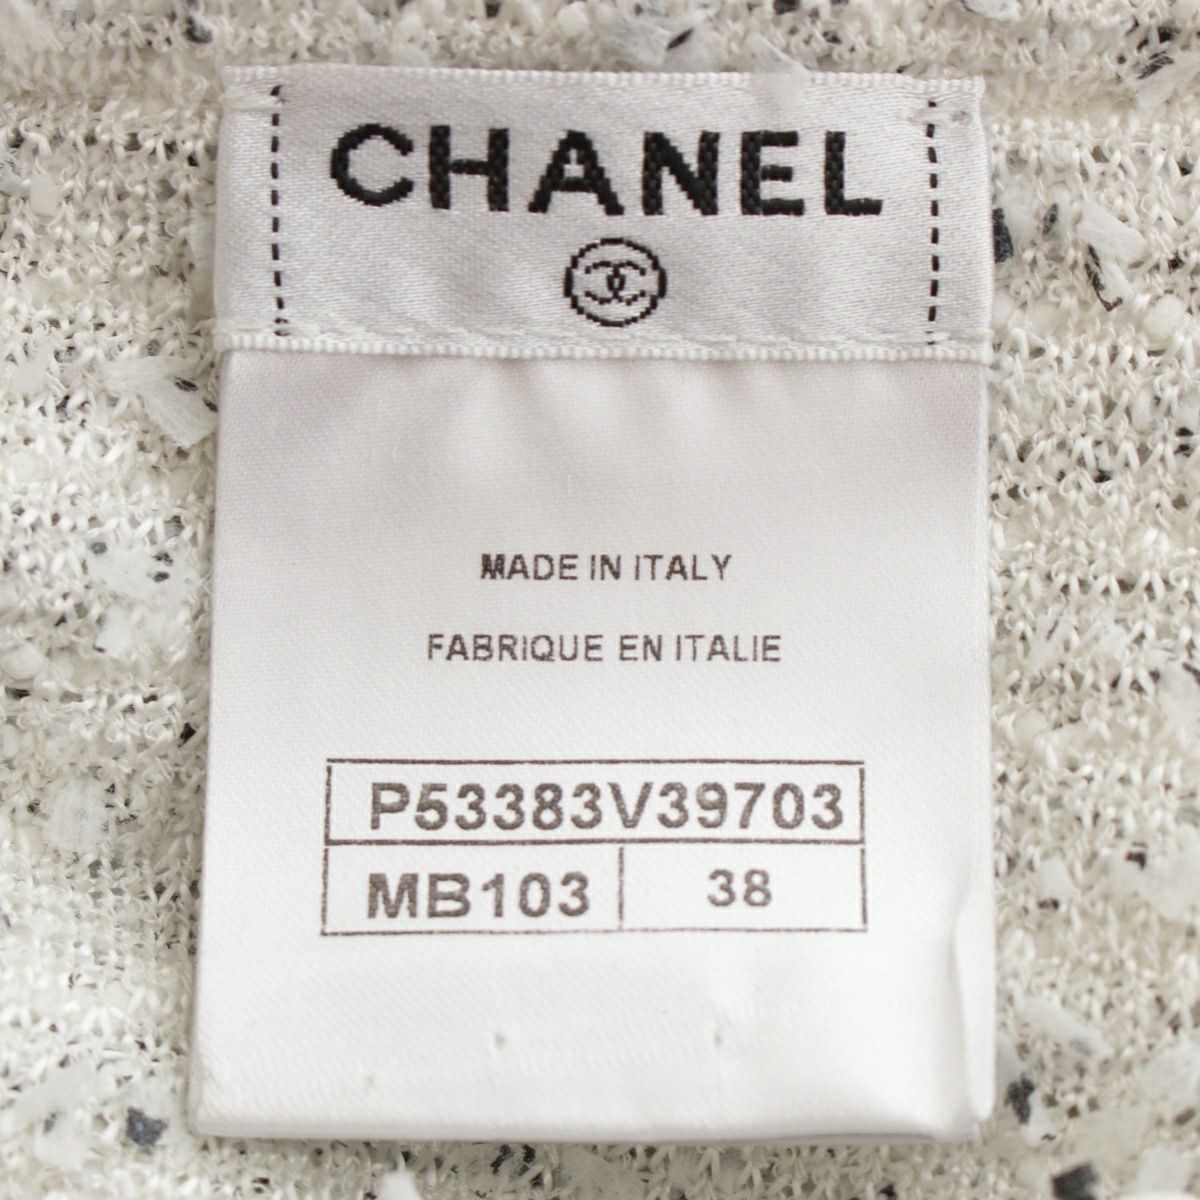 CHANEL
MADE IN ITALY
FABRIQUE EN ITALIE
P53383V39703
MB103 38